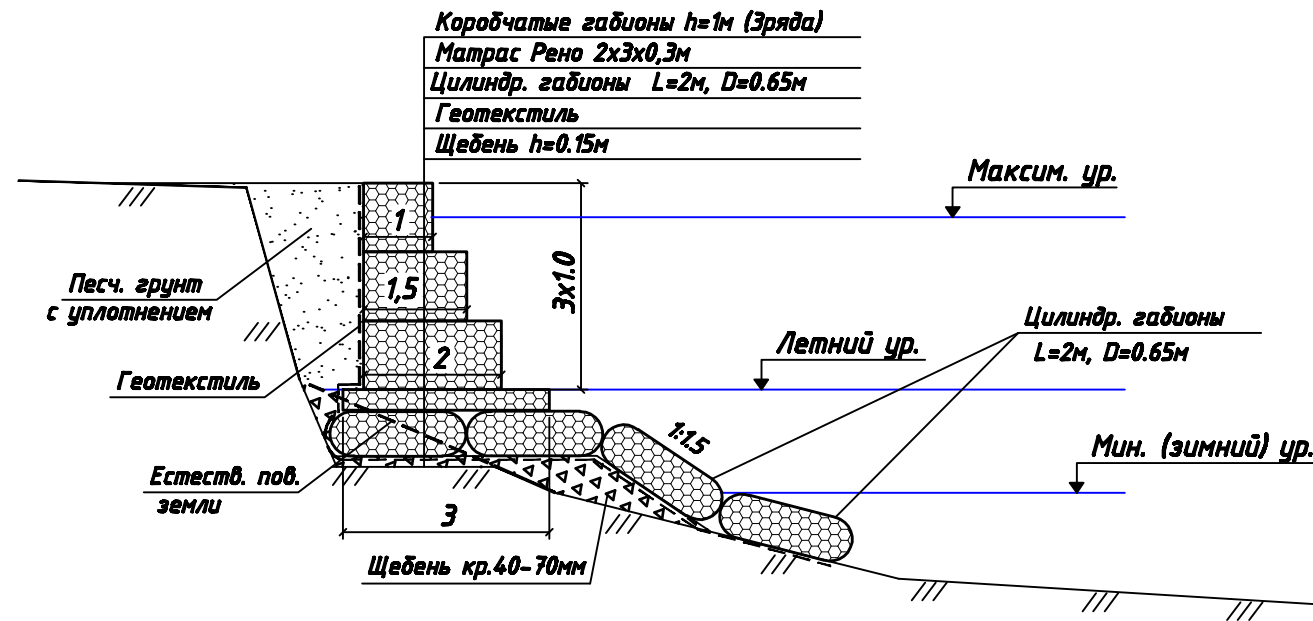 Коробчатые габионы h=1м (3ряда)
Матрас Рено 2х3х0,3м
Цилиндр. габионы L=2м, D=0.65м
Геотекстиль
Щебень h=0.15м
Максим. ур.
1
Песч. грунт
с уплотнением
1,5
3х1.0
Цилиндр. габионы
L=2м, D=0.65м
Летний ур.
2
Геотекстиль
1:1.5
Мин. (зимний) ур.
Естеств. пов.
земли
3
Щебень кр.40-70мм